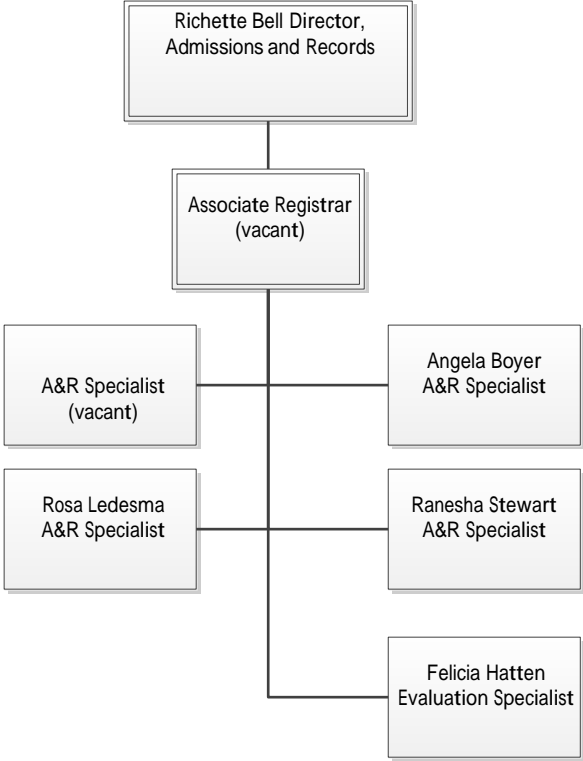 Richette Bell Director,
Admissions and Records
Associate Registrar
(vacant)
A&R Specialist
(vacant)
Angela Boyer
A&R Specialist
Rosa Ledesma
A&R Specialist
Ranesha Stewart
A&R Specialist
Felicia Hatten
Evaluation Specialist